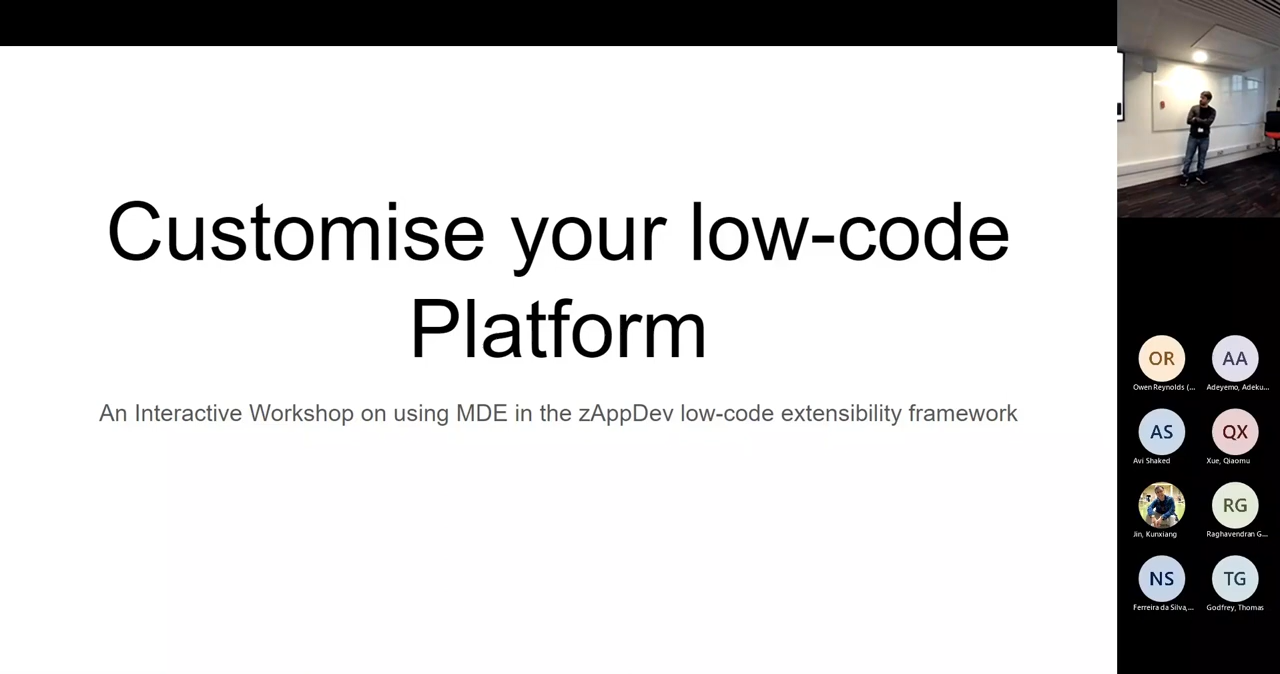 Customise your low-code
Platform
An Interactive Workshop on using MDE in the zAppDev low-code extensibility framework
OR
AA
Owen Reynolds (...
Adeyemo, Adeku...
AS
QX
Avi Shaked
Xue, Qiaomu
RG
Jin, Kunxiang
Raghavendran G...
NS
TG
Ferreira da Silva,...
Godfrey, Thomas